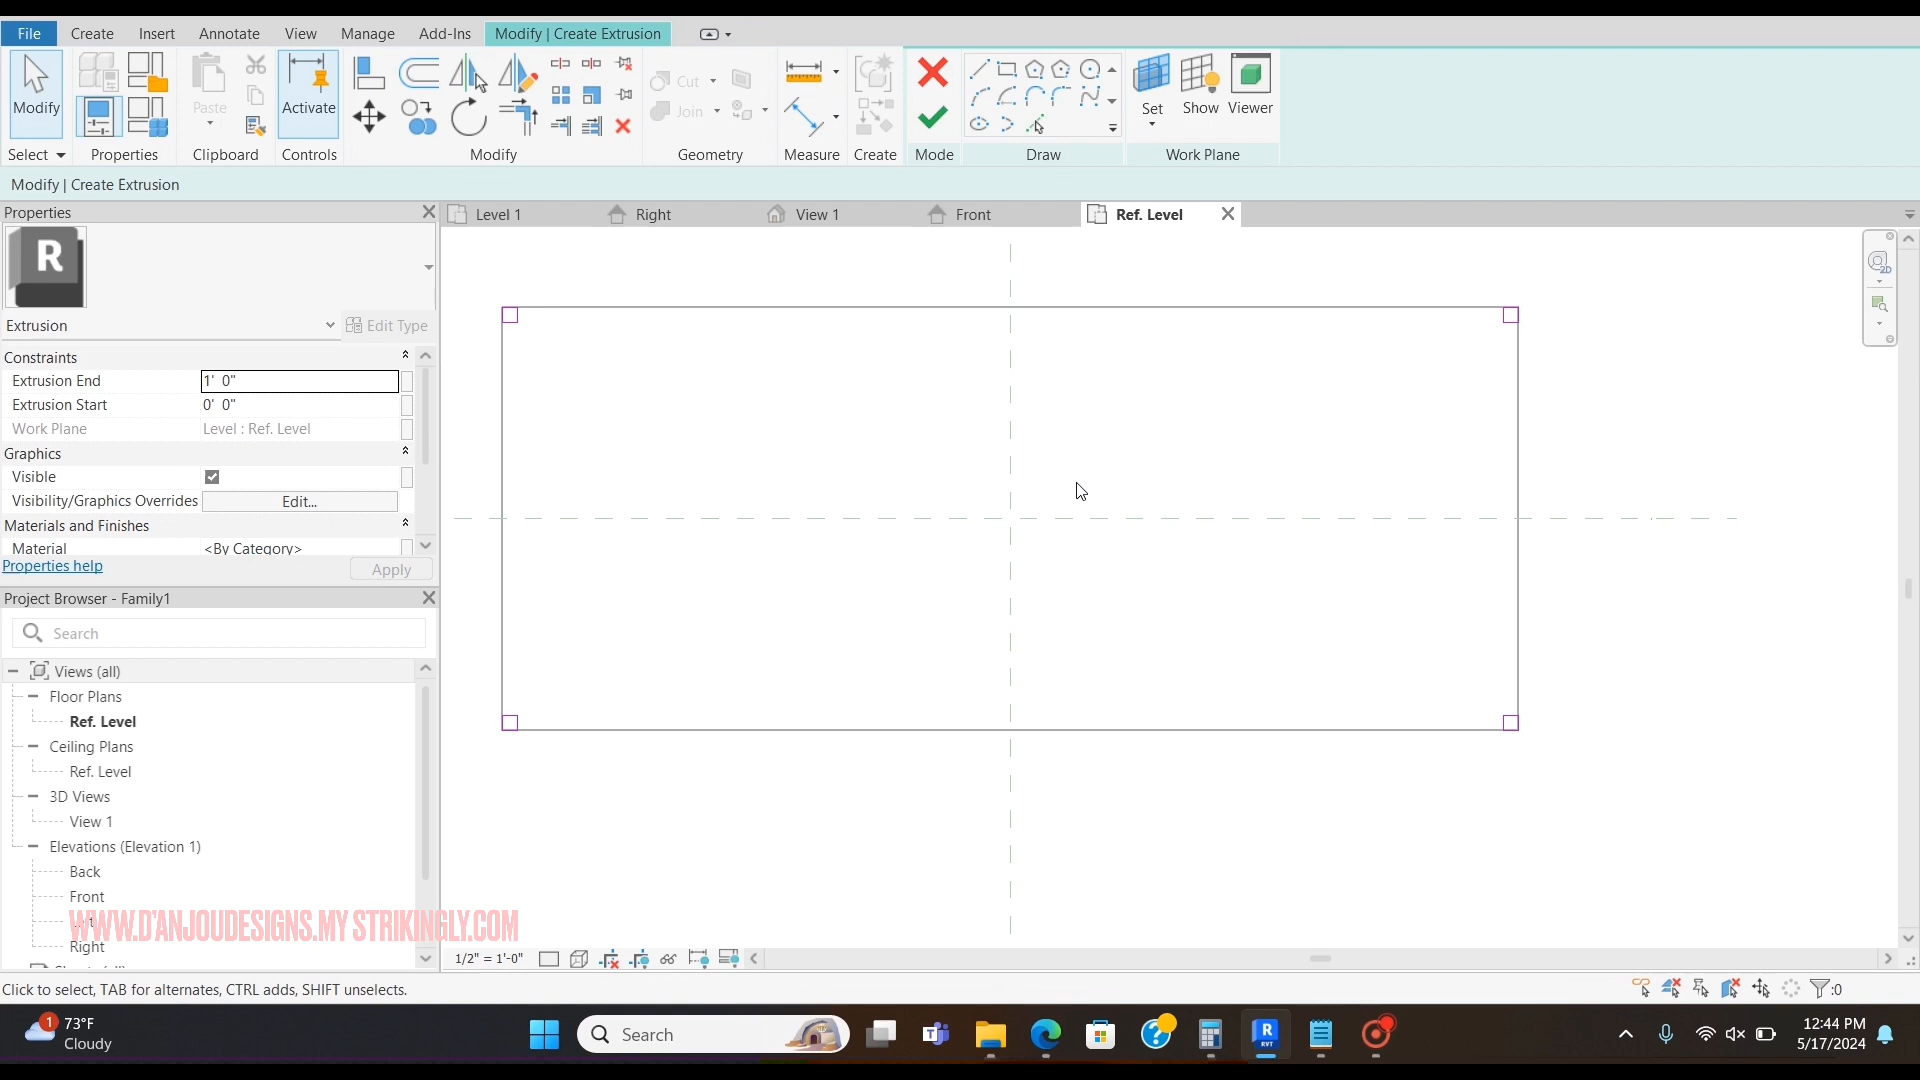 File Create Insert Annotate View Manage Add-Ins Modify | Create Extrusion
Modify Paste Activate Cut Join Set Show Viewer
Select Properties Clipboard Controls Modify Geometry Measure Create Mode Draw Work Plane
Modify | Create Extrusion
Properties
Level 1 Right View 1 Front Ref. Level
R
2D
Extrusion Edit Type
Constraints
Extrusion End 1' 0"
Extrusion Start 0' 0"
Work Plane Level : Ref. Level
Graphics
Visible
Visibility/Graphics Overrides Edit...
Materials and Finishes
Material <By Category>
Properties help Apply
Project Browser - Family1
Search
Views (all)
Floor Plans
Ref. Level
Ceiling Plans
Ref. Level
3D Views
View 1
Elevations (Elevation 1)
Back
Front
WWW.D'ANJOUDESIGNS.MY STRIKINGLY.COM
Right
1/2" = 1'-0"
Click to select, TAB for alternates, CTRL adds, SHIFT unselects.
:0
1
73°F
Cloudy
Search
R
RVT
12:44 PM
5/17/2024